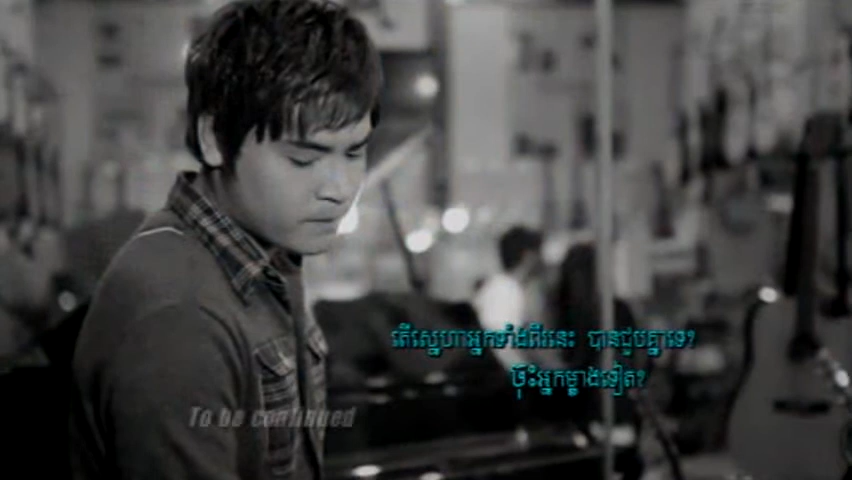 តើស្នេហាអ្នកទាំងពីរនេះ បានជួបគ្នាទេ?
ចុះអ្នកម្ខាងទៀត?
To be continued